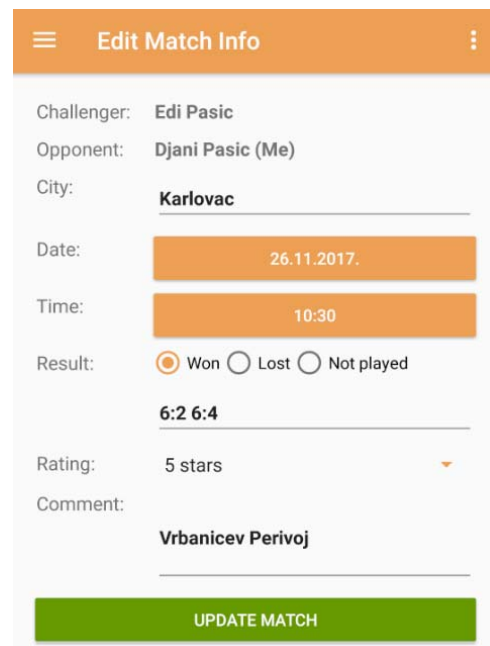 Edit Match Info
Challenger: Edi Pasic
Opponent: Djani Pasic (Me)
City: Karlovac
Date: 26.11.2017.
Time: 10:30
Result: Won Lost Not played
6:2 6:4
Rating: 5 stars
Comment:
Vrbanicev Perivoj
UPDATE MATCH